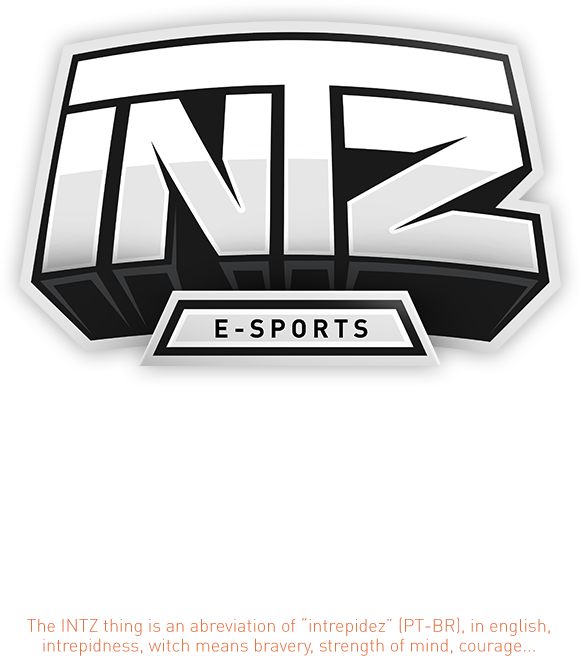 INTZ
E-SPORTS
The INTZ thing is an abreviation of "intrepidez" (PT-BR), in english,
intrepidness, witch means bravery, strength of mind, courage...